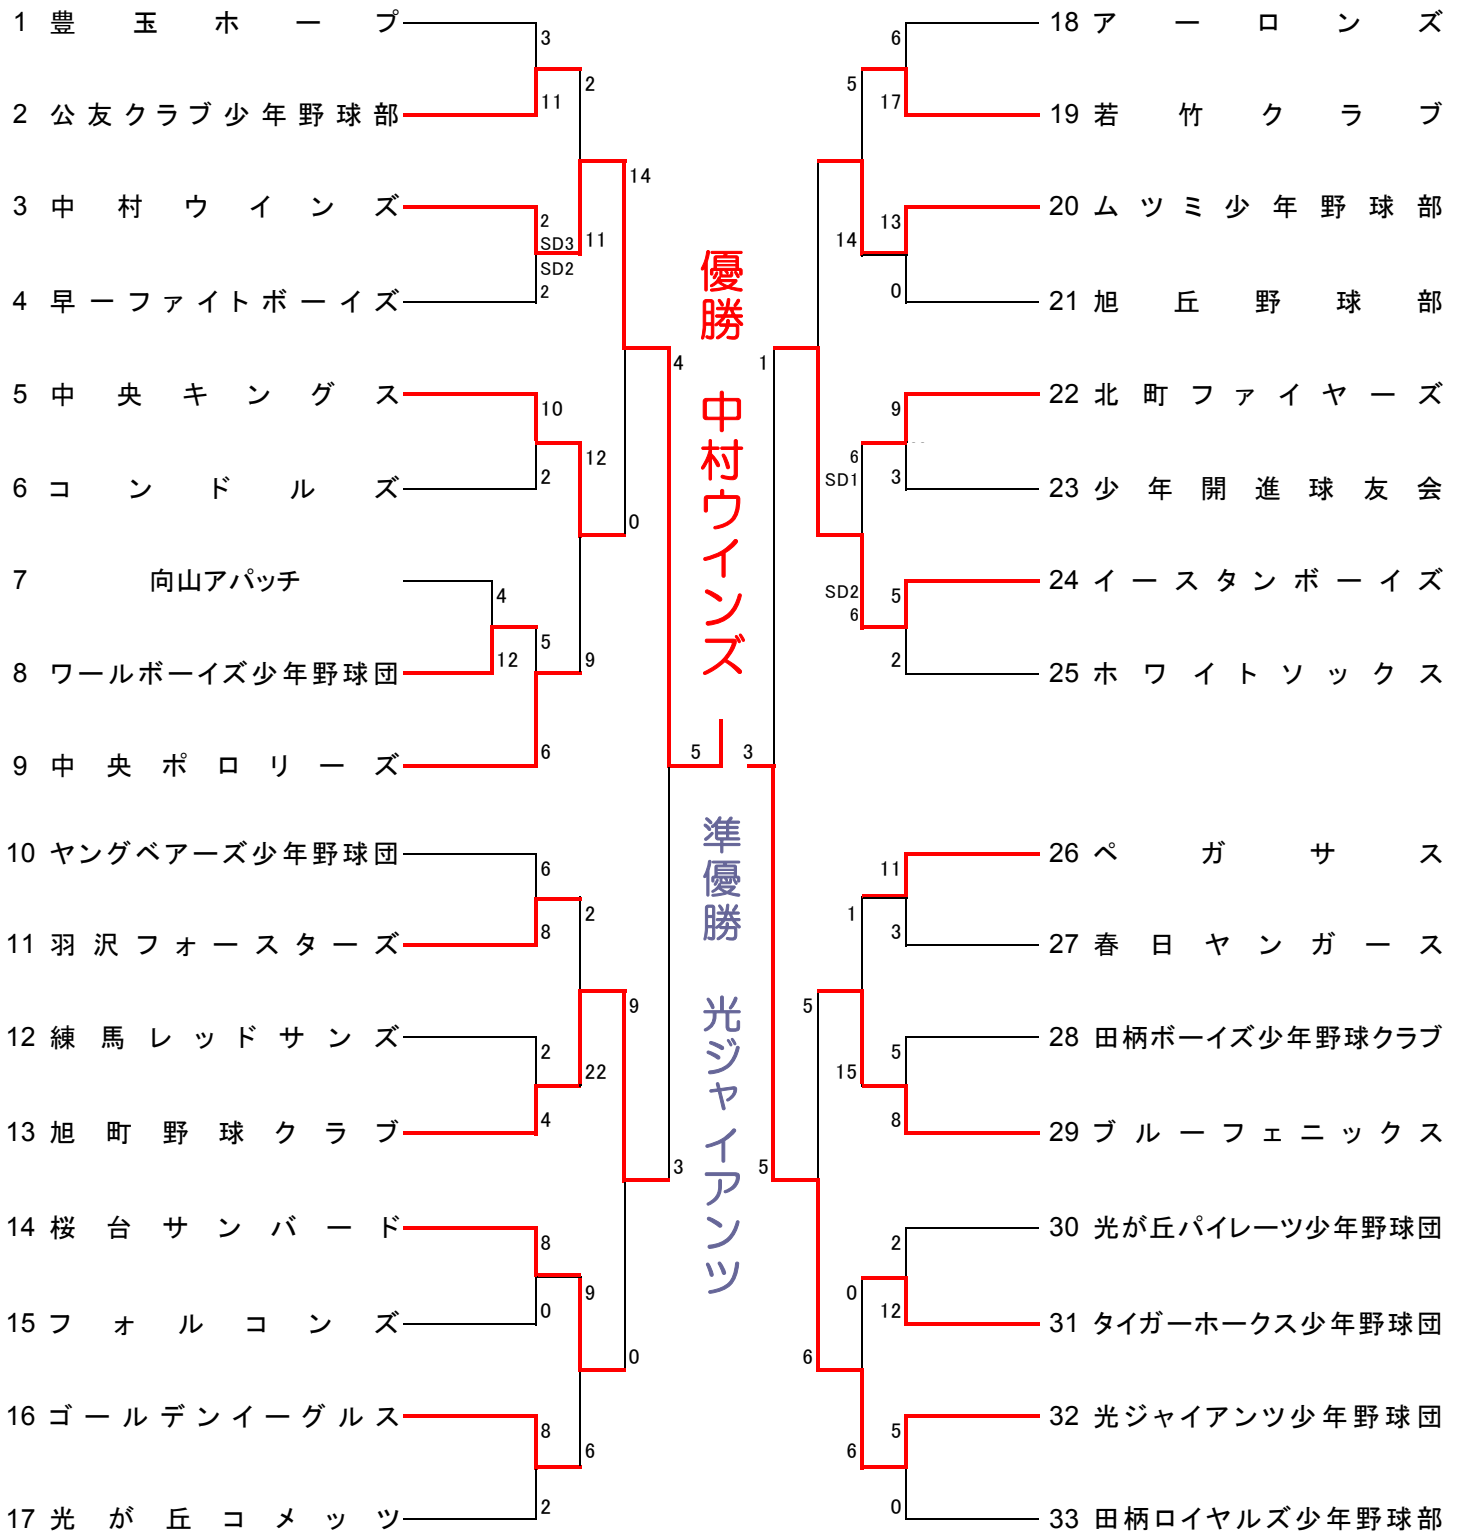 1 豊玉ホープ
3
2
11
2 公友クラブ少年野球部
14
3 中村ウインズ
2
SD3
11
SD2
2
4 早一ファイトボーイズ
4
5 中央キングス
10
12
2
6 コンドルズ
0
7 向山アパッチ
4
5
12
9
8 ワールボーイズ少年野球団
6
9 中央ポロリーズ
5
10 ヤングベアーズ少年野球団
6
2
8
11 羽沢フォースターズ
9
12 練馬レッドサンズ
2
22
4
13 旭町野球クラブ
3
14 桜台サンバード
8
9
0
15 フォルコンズ
0
16 ゴールデンイーグルス
8
6
2
17 光が丘コメッツ
優勝 中村ウインズ
準優勝 光ジャイアンツ
18 アーロンズ
6
5
17
19 若竹クラブ
20 ムツミ少年野球部
13
14
0
21 旭丘野球部
1
22 北町ファイヤーズ
9
6
SD1
3
23 少年開進球友会
24 イースタンボーイズ
SD2
5
6
2
25 ホワイトソックス
3
26 ペガサス
11
1
3
27 春日ヤンガース
5
28 田柄ボーイズ少年野球クラブ
5
15
8
29 ブルーフェニックス
5
30 光が丘パイレーツ少年野球団
2
0
12
31 タイガーホークス少年野球団
6
32 光ジャイアンツ少年野球団
5
6
0
33 田柄ロイヤルズ少年野球部